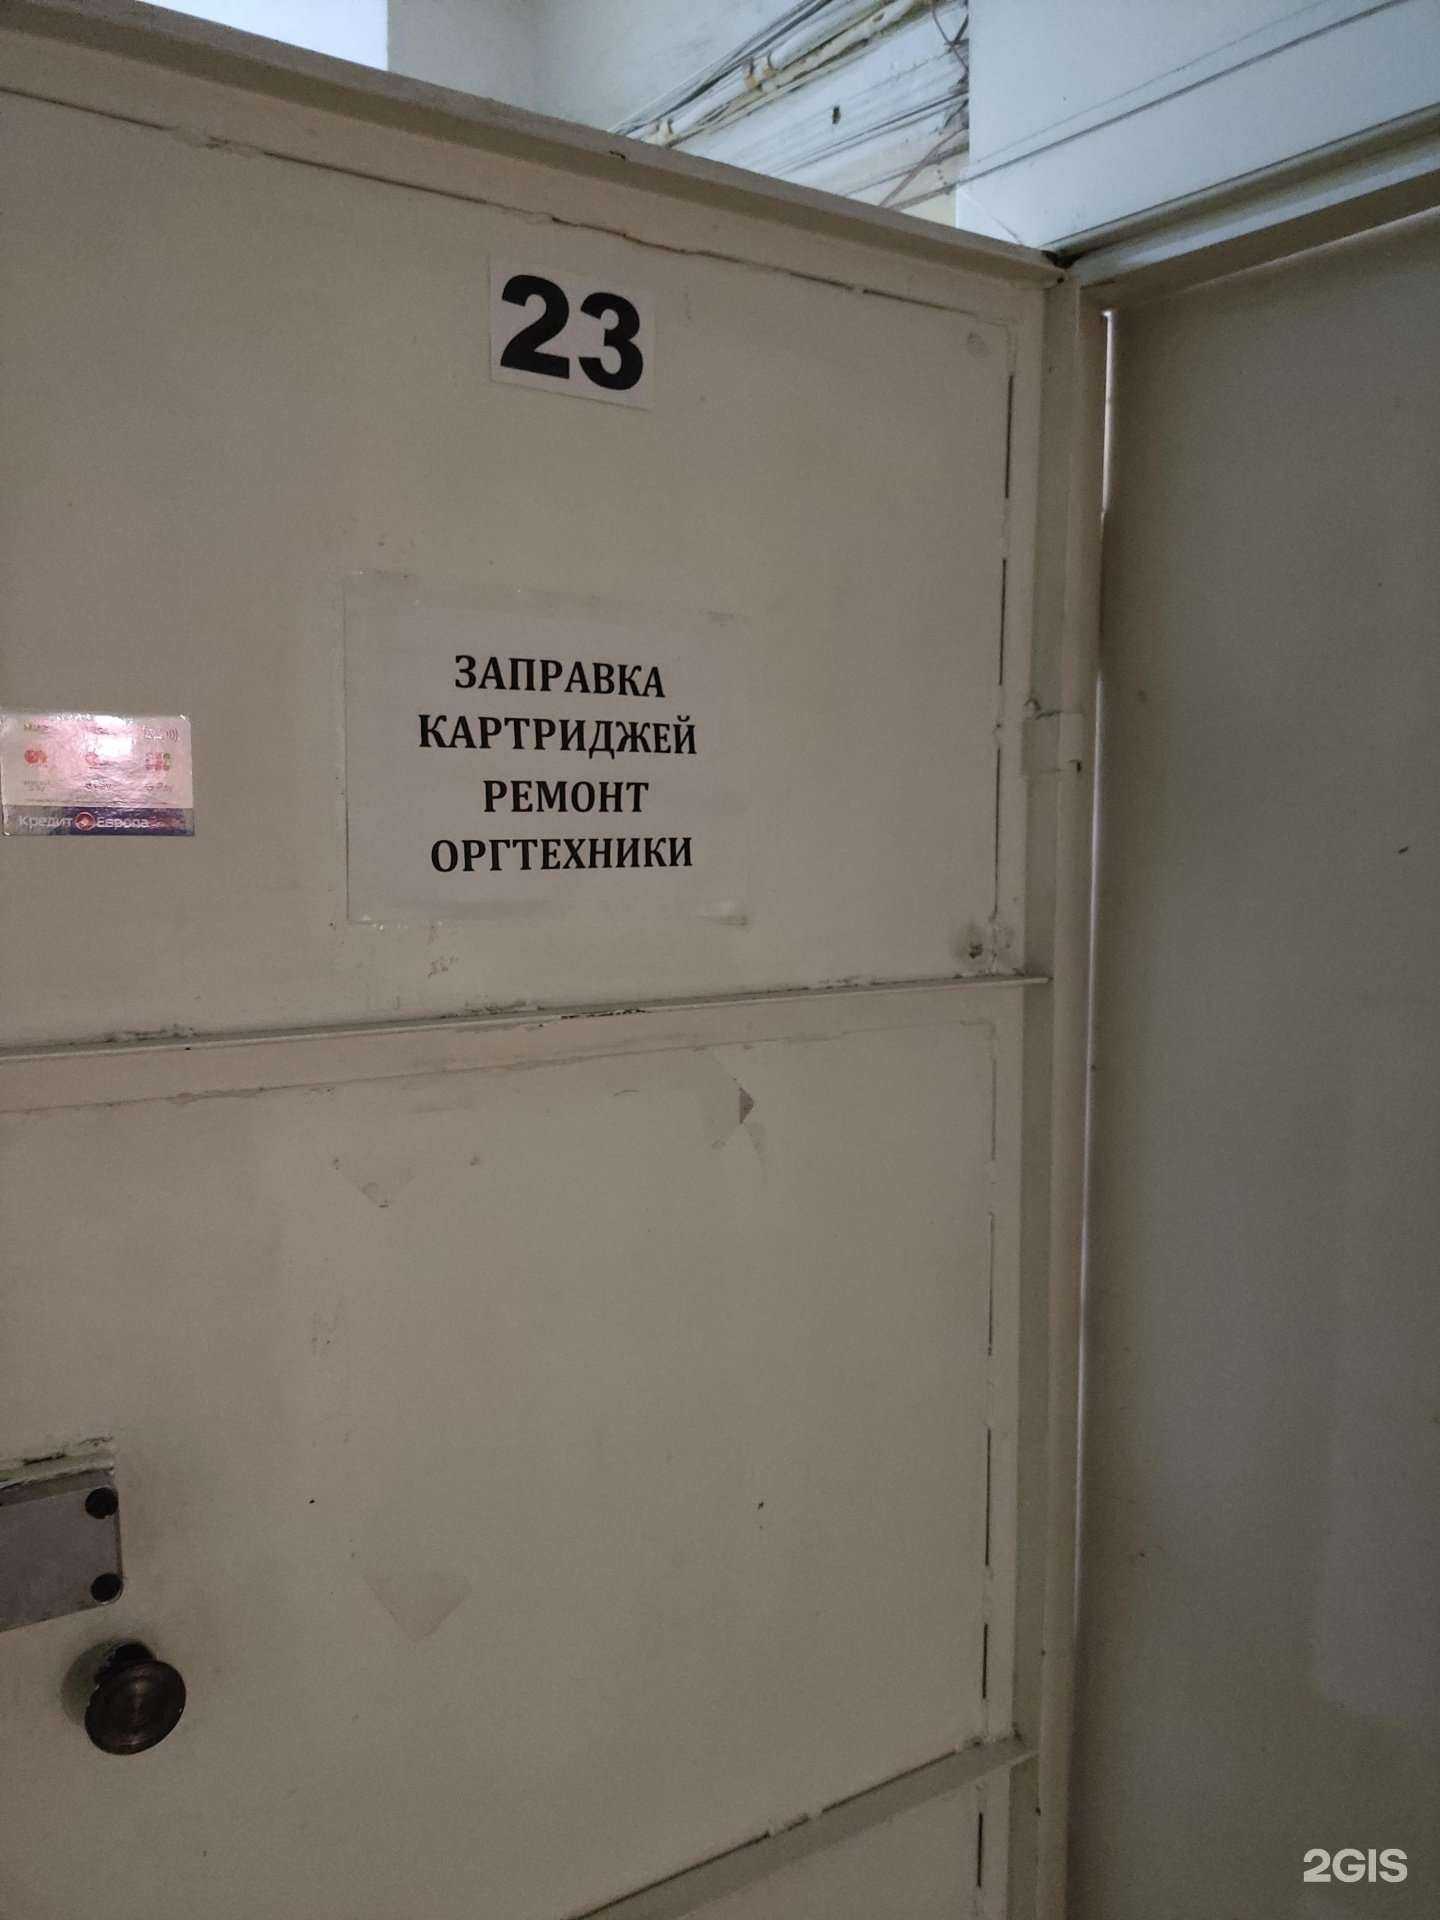 23
ЗАПРАВКА
КАРТРИДЖЕЙ
РЕМОНТ
ОРГТЕХНИКИ
Кредит Европа
2GIS